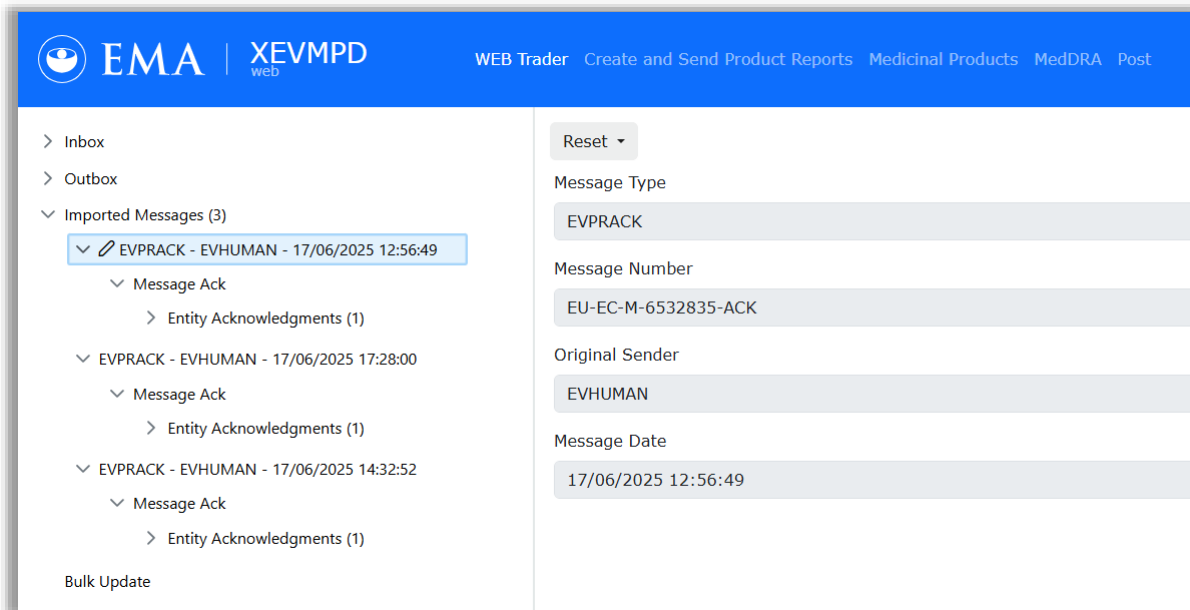 EMA | XEVMPD
web
WEB Trader Create and Send Product Reports Medicinal Products MedDRA Post
Inbox
Outbox
Imported Messages (3)
EVPRACK - EVHUMAN - 17/06/2025 12:56:49
Message Ack
Entity Acknowledgments (1)
EVPRACK - EVHUMAN - 17/06/2025 17:28:00
Message Ack
Entity Acknowledgments (1)
EVPRACK - EVHUMAN - 17/06/2025 14:32:52
Message Ack
Entity Acknowledgments (1)
Bulk Update
Reset
Message Type
EVPRACK
Message Number
EU-EC-M-6532835-ACK
Original Sender
EVHUMAN
Message Date
17/06/2025 12:56:49